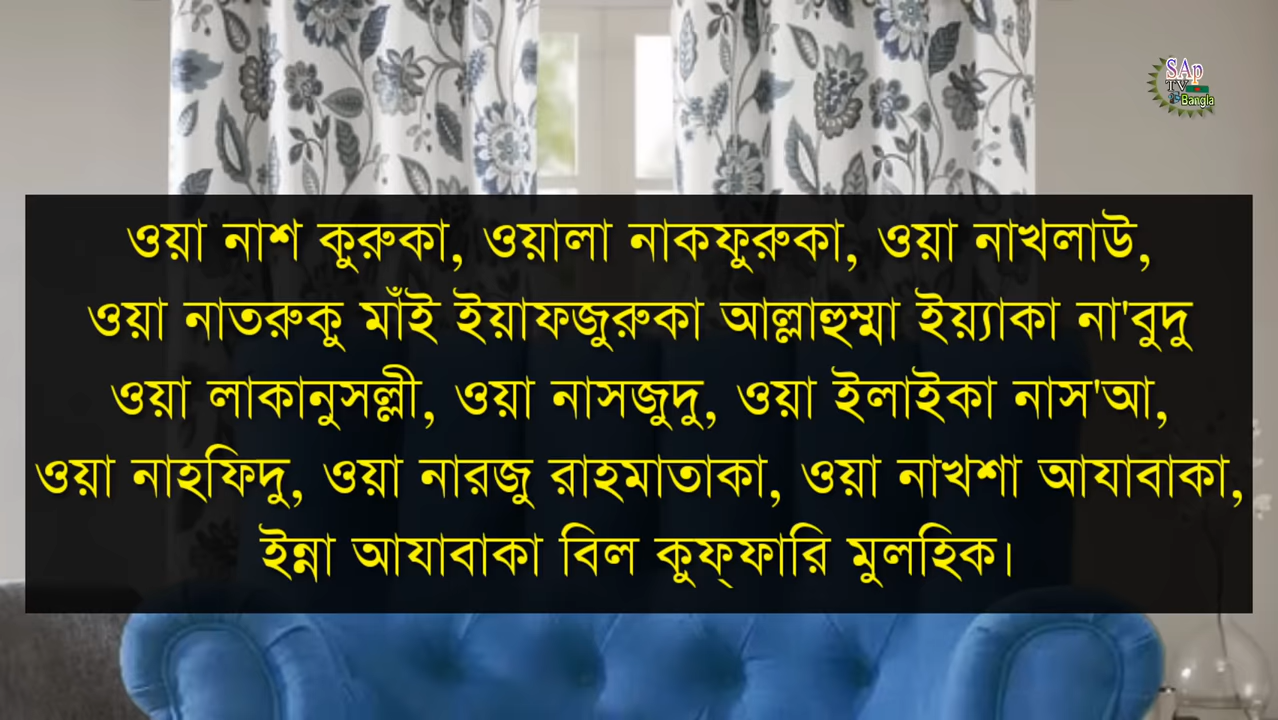 SAp
TV
Bangla
ওয়া নাশ কুরুকা, ওয়ালা নাকফুরুকা, ওয়া নাখলাউ,
ওয়া নাতরুকু মাঁই ইয়াফজুরুকা আল্লাহুম্মা ইয়্যাকা না'বুদু
ওয়া লাকানুসল্লী, ওয়া নাসজুদু, ওয়া ইলাইকা নাস'আ,
ওয়া নাহফিদু, ওয়া নারজু রাহমাতাকা, ওয়া নাখশা আযাবাকা,
ইন্না আযাবাকা বিল কুফ্ফারি মুলহিক।